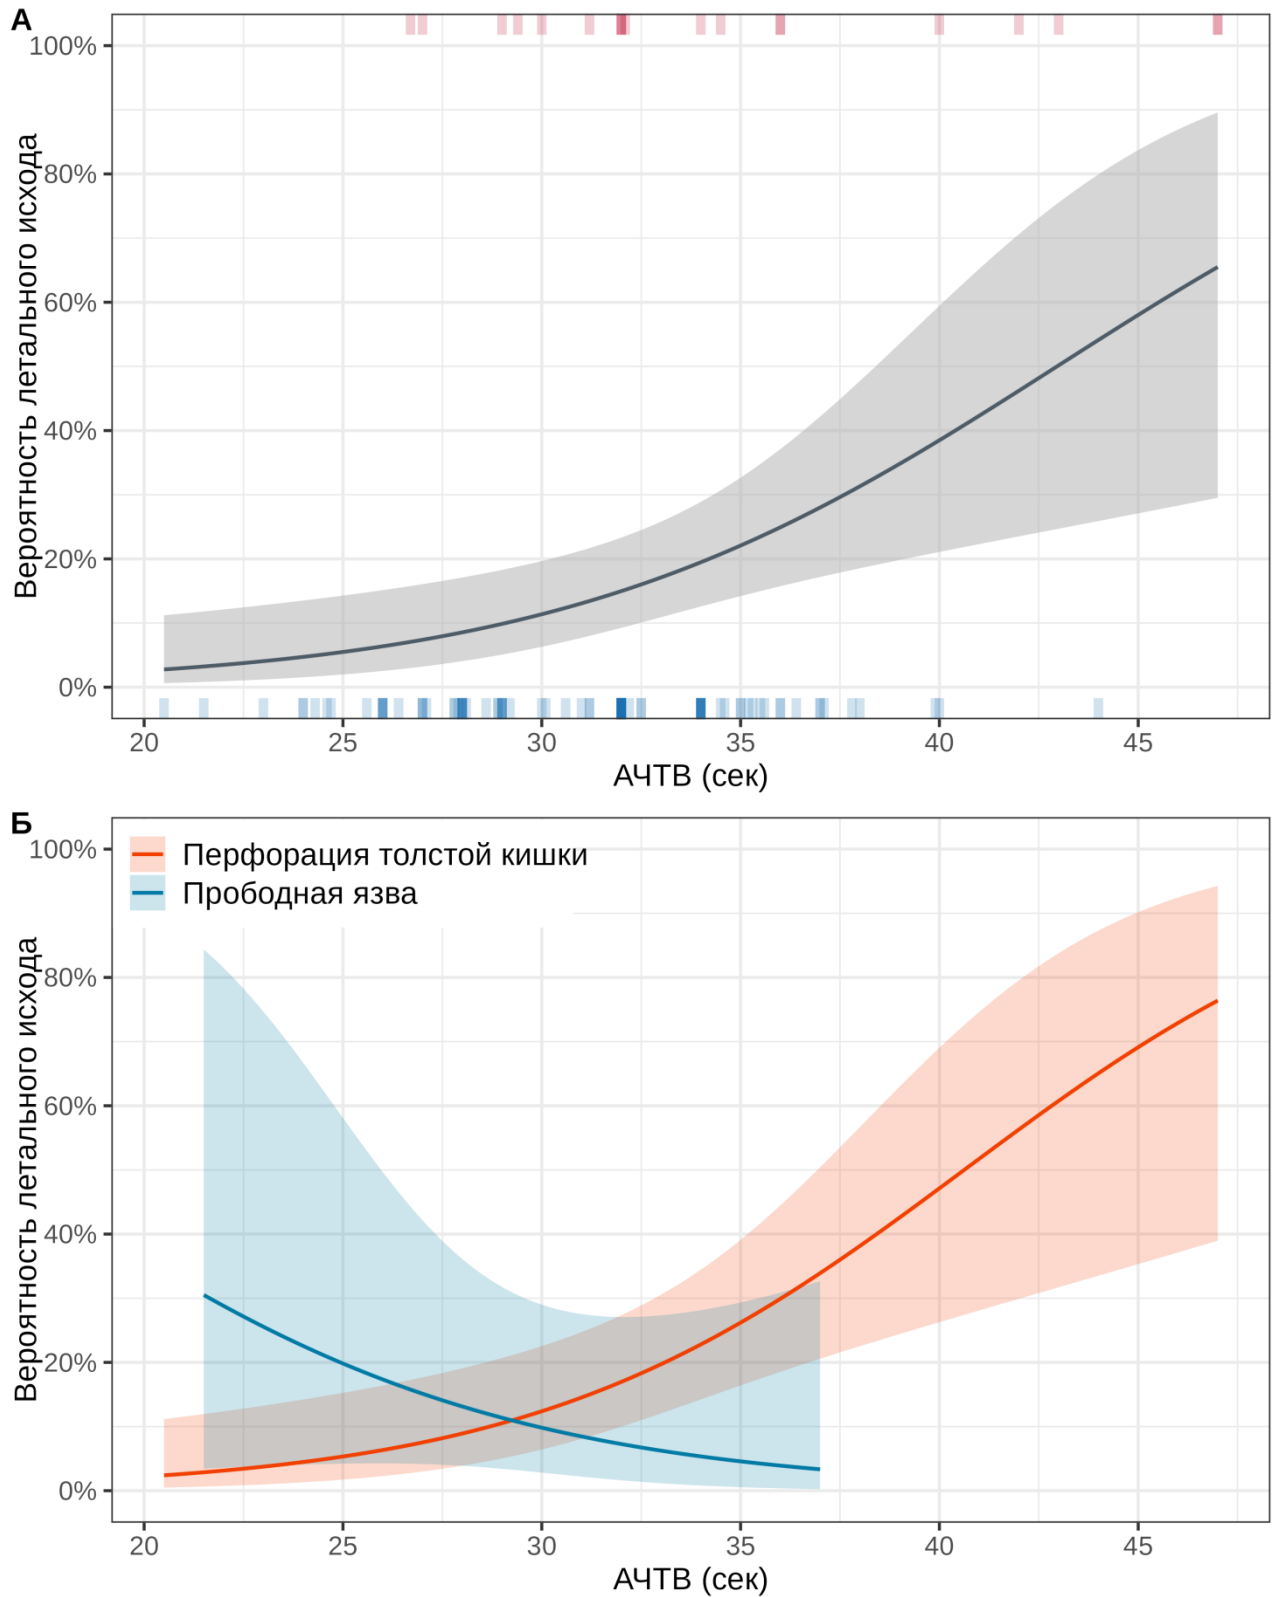 А
100%
80%
60%
40%
20%
0%
Вероятность летального исхода
20 25 30 35 40 45
АЧТВ (сек)
Б
Перфорация толстой кишки
Прободная язва
100%
80%
60%
40%
20%
0%
Вероятность летального исхода
20 25 30 35 40 45
АЧТВ (сек)